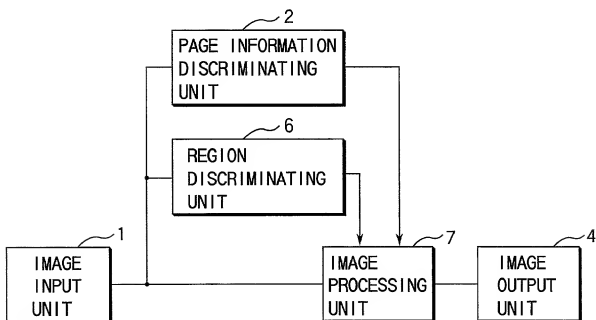 2
PAGE INFORMATION
DISCRIMINATING
UNIT
6
REGION
DISCRIMINATING
UNIT
1
IMAGE
INPUT
UNIT
7
IMAGE
PROCESSING
UNIT
4
IMAGE
OUTPUT
UNIT